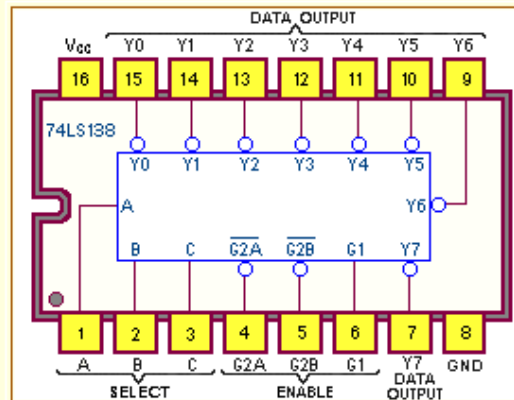 DATA OUTPUT
VCC Y0 Y1 Y2 Y3 Y4 Y5 Y6
16 15 14 13 12 11 10 9
74LS138
Y0 Y1 Y2 Y3 Y4 Y5
A Y6
B C G2A G2B G1 Y7
1 2 3 4 5 6 7 8
A B C G2A G2B G1 Y7 GND
SELECT ENABLE DATA OUTPUT